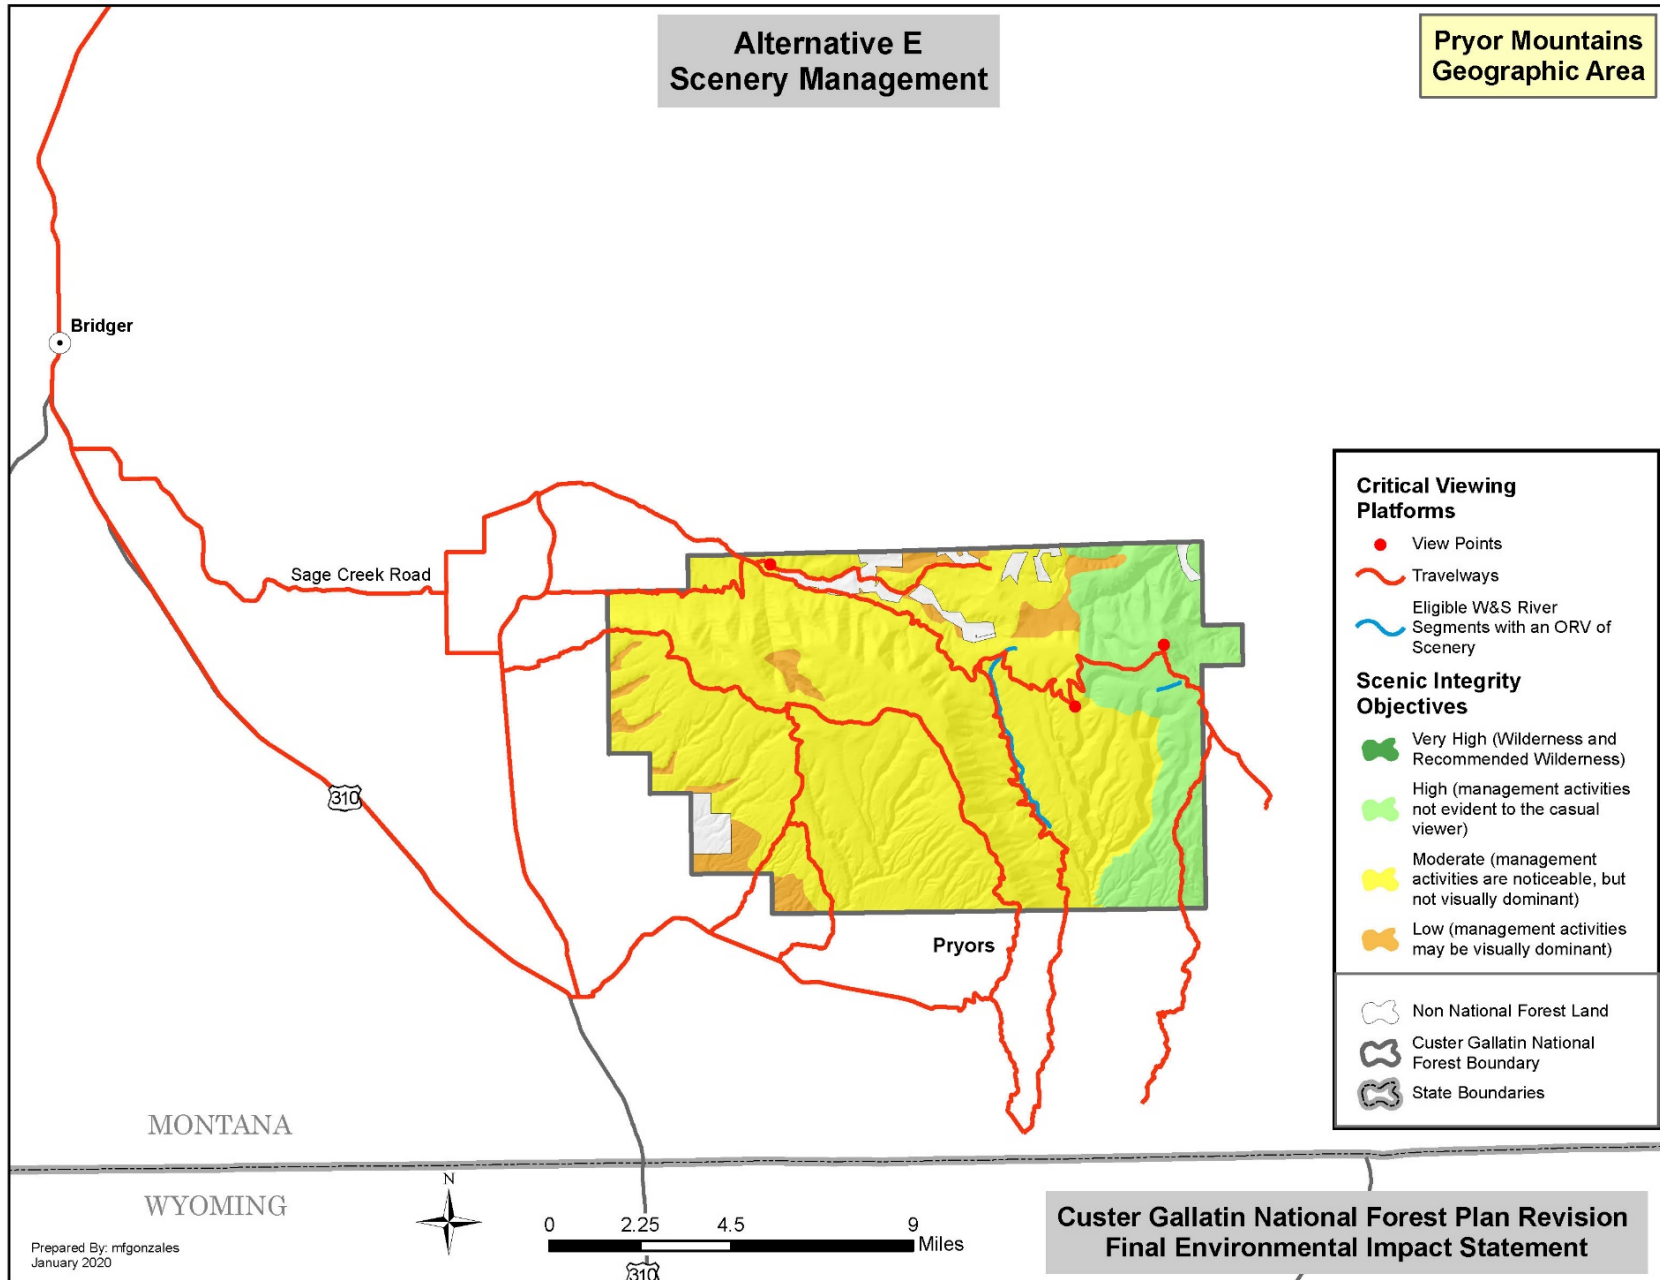 Alternative E
Scenery Management
Pryor Mountains
Geographic Area
Bridger
Sage Creek Road
310
Pryors
Critical Viewing
Platforms
View Points
Travelways
Eligible W&S River
Segments with an ORV of
Scenery
Scenic Integrity
Objectives
Very High (Wilderness and
Recommended Wilderness)
High (management activities
not evident to the casual
viewer)
Moderate (management
activities are noticeable, but
not visually dominant)
Low (management activities
may be visually dominant)
Non National Forest Land
Custer Gallatin National
Forest Boundary
State Boundaries
MONTANA
WYOMING
N
0 2.25 4.5 9
Miles
310
Prepared By: mfgonzales
January 2020
Custer Gallatin National Forest Plan Revision
Final Environmental Impact Statement